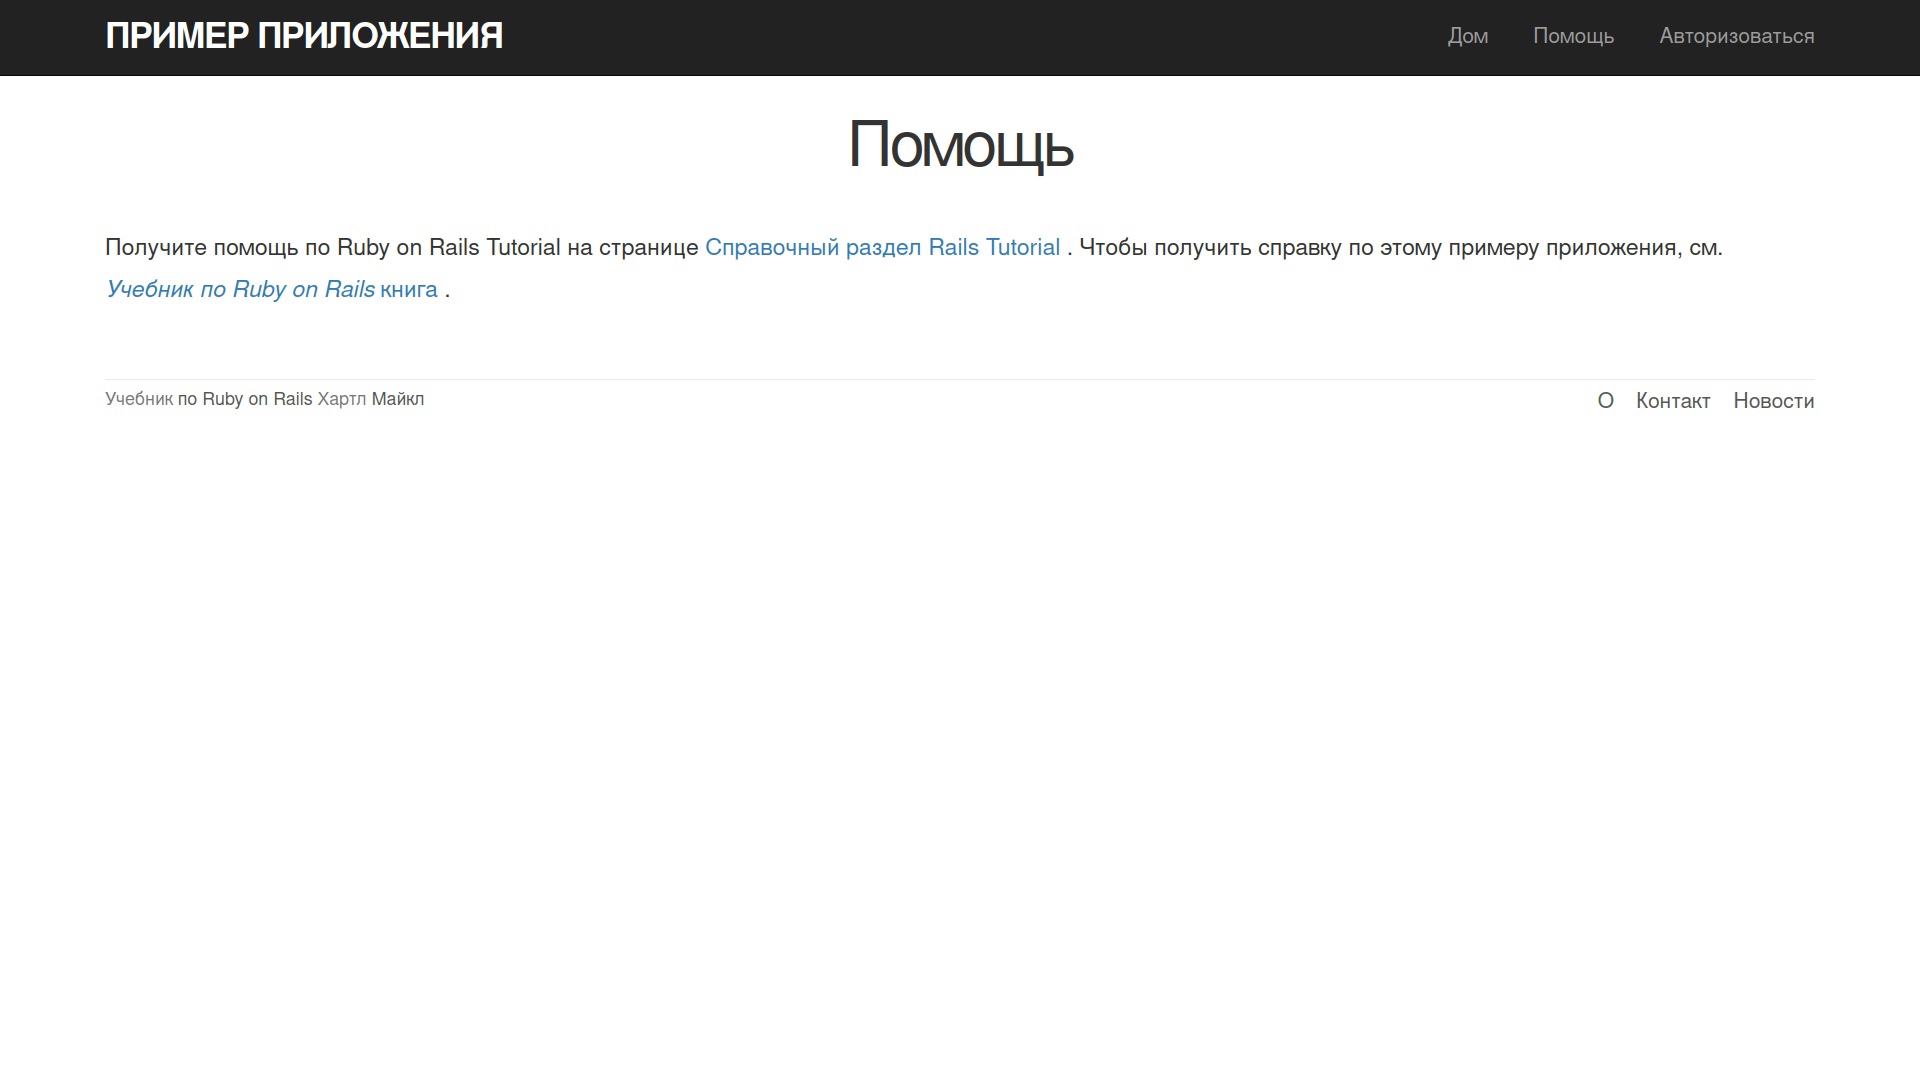 ПРИМЕР ПРИЛОЖЕНИЯ
Дом Помощь Авторизоваться
Помощь
Получите помощь по Ruby on Rails Tutorial на странице Справочный раздел Rails Tutorial . Чтобы получить справку по этому примеру приложения, см.
Учебник по Ruby on Rails книга .
Учебник по Ruby on Rails Хартл Майкл
О Контакт Новости